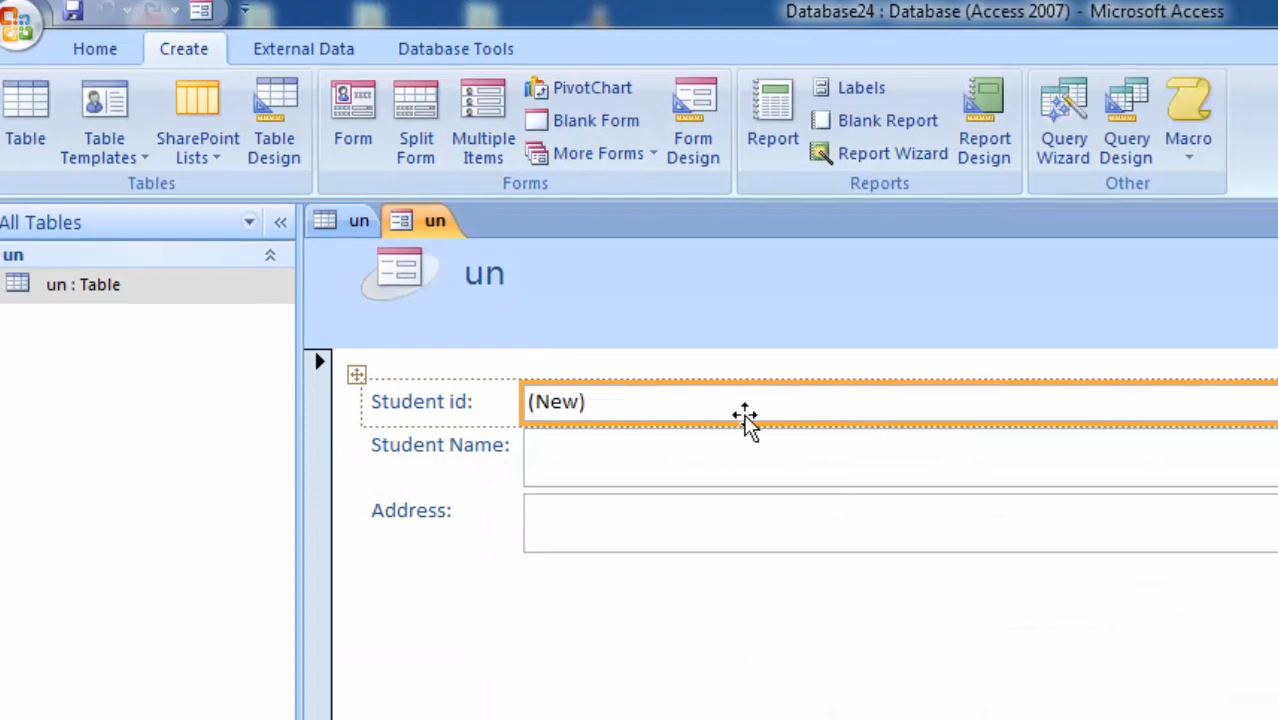 Database24 : Database (Access 2007) - Microsoft Access
Home Create External Data Database Tools
Table Table Templates SharePoint Lists Table Design
Tables
Form Split Form Multiple Items PivotChart Blank Form More Forms Form Design
Forms
Report Labels Blank Report Report Wizard Report Design
Reports
Query Wizard Query Design Macro
Other
All Tables
un un
un
un : Table
un
Student id: (New)
Student Name:
Address: